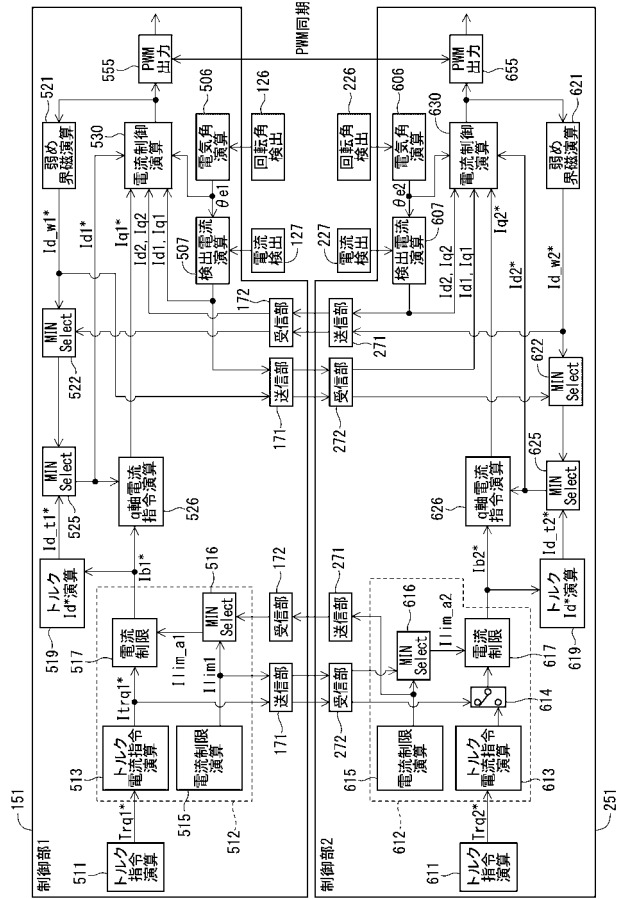 151
制御部1
511
トルク
指令演算
Trq1*
513
トルク
電流指令演算
515
電流制限
演算
512
Itrq1*
Ilim1
Ilim_a1
517
電流
制限
516
MIN
Select
519
トルク
Id*演算
Ib1*
Id_t1*
525
MIN
Select
q軸電流
指令演算
526
MIN
Select
522
Id_w1*
Id1*
Iq1*
Id2, Iq2
Id1, Iq1
521
弱め
界磁演算
530
電流制御
演算
555
PWM
出力
506
電気角
演算
θe1
507
検出電流
演算
126
回転角
検出
127
電流
検出
171
送信部
172
受信部
171
送信部
172
受信部
PWM同期
272
受信部
271
送信部
272
受信部
271
送信部
制御部2
251
611
トルク
指令演算
Trq2*
613
トルク
電流指令演算
615
電流制限
演算
612
614
616
MIN
Select
Ilim_a2
617
電流
制限
Ib2*
619
トルク
Id*演算
Id_t2*
625
MIN
Select
626
q軸電流
指令演算
622
MIN
Select
Id_w2*
Id2*
Iq2*
Id2, Iq2
Id1, Iq1
226
回転角
検出
227
電流
検出
606
電気角
演算
θe2
607
検出電流
演算
630
電流制御
演算
621
弱め
界磁演算
655
PWM
出力